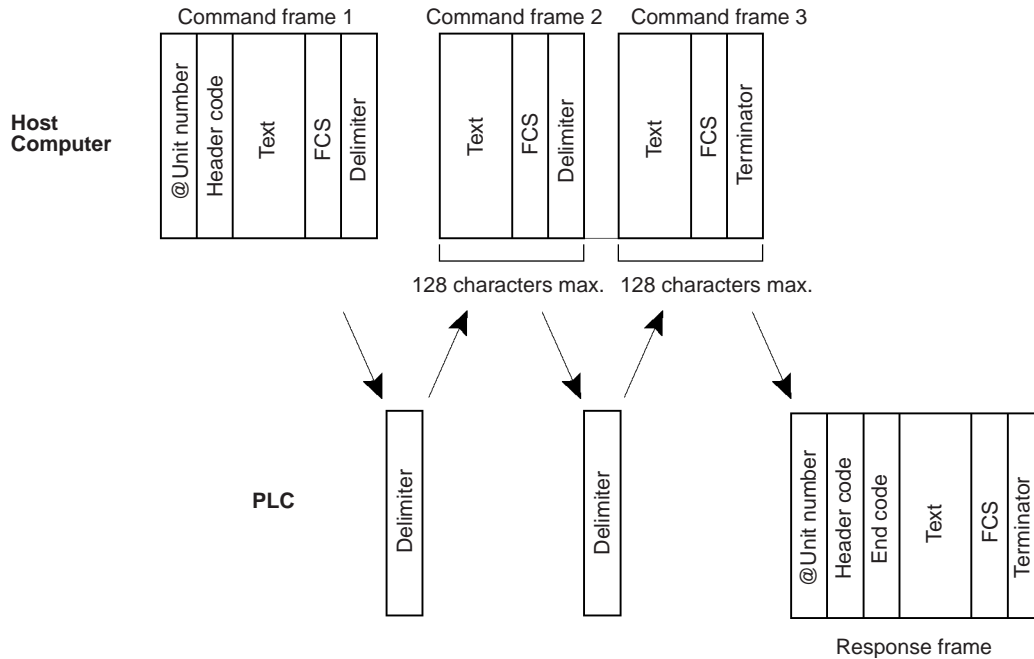 Command frame 1
Command frame 2
Command frame 3
Host
Computer
@Unit number
Header code
Text
FCS
Delimiter
Text
FCS
Delimiter
Text
FCS
Terminator
128 characters max.
128 characters max.
PLC
Delimiter
Delimiter
@Unit number
Header code
End code
Text
FCS
Terminator
Response frame